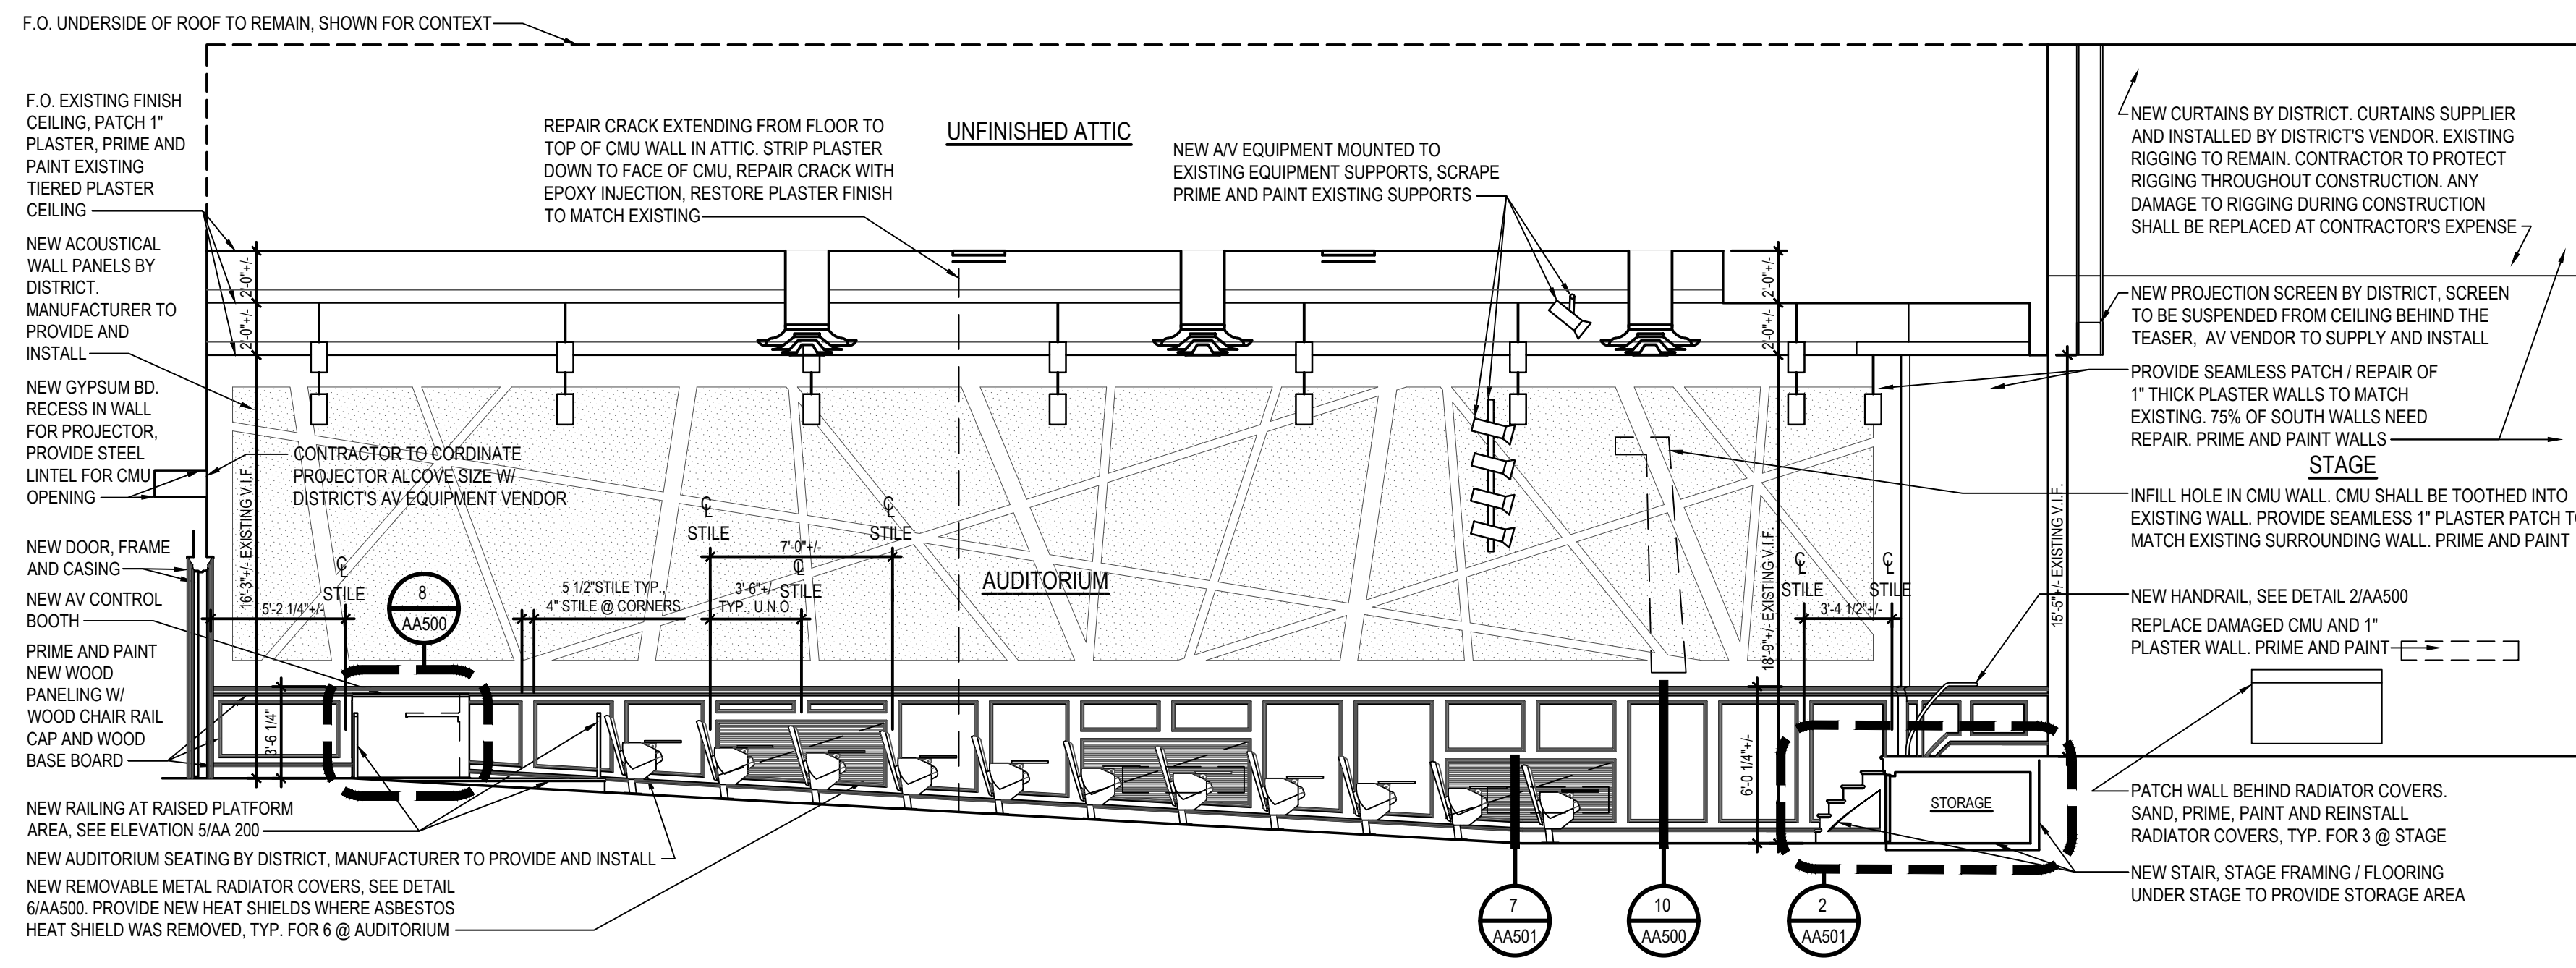 F.O. UNDERSIDE OF ROOF TO REMAIN, SHOWN FOR CONTEXT
F.O. EXISTING FINISH
CEILING, PATCH 1"
PLASTER, PRIME AND
PAINT EXISTING
TIERED PLASTER
CEILING
NEW ACOUSTICAL
WALL PANELS BY
DISTRICT.
MANUFACTURER TO
PROVIDE AND
INSTALL
NEW GYPSUM BD.
RECESS IN WALL
FOR PROJECTOR,
PROVIDE STEEL
LINTEL FOR CMU
OPENING
NEW DOOR, FRAME
AND CASING
NEW AV CONTROL
BOOTH
PRIME AND PAINT
NEW WOOD
PANELING W/
WOOD CHAIR RAIL
CAP AND WOOD
BASE BOARD
NEW RAILING AT RAISED PLATFORM
AREA, SEE ELEVATION 5/AA 200
NEW AUDITORIUM SEATING BY DISTRICT, MANUFACTURER TO PROVIDE AND INSTALL
NEW REMOVABLE METAL RADIATOR COVERS, SEE DETAIL
6/AA500. PROVIDE NEW HEAT SHIELDS WHERE ASBESTOS
HEAT SHIELD WAS REMOVED, TYP. FOR 6 @ AUDITORIUM
REPAIR CRACK EXTENDING FROM FLOOR TO
TOP OF CMU WALL IN ATTIC. STRIP PLASTER
DOWN TO FACE OF CMU, REPAIR CRACK WITH
EPOXY INJECTION, RESTORE PLASTER FINISH
TO MATCH EXISTING
UNFINISHED ATTIC
NEW A/V EQUIPMENT MOUNTED TO
EXISTING EQUIPMENT SUPPORTS, SCRAPE
PRIME AND PAINT EXISTING SUPPORTS
2'-0"+/-
2'-0"+/-
16'-3"+/- EXISTING V.I.F.
3'-6 1/4"
CONTRACTOR TO CORDINATE
PROJECTOR ALCOVE SIZE W/
DISTRICT'S AV EQUIPMENT VENDOR
℄
STILE
5'-2 1/4"+/-
8
AA500
5 1/2"STILE TYP.,
4" STILE @ CORNERS
℄
STILE
℄
STILE
7'-0"+/-
℄
STILE
3'-6"+/-
TYP., U.N.O.
AUDITORIUM
2'-0"+/-
2'-0"+/-
18'-9"+/- EXISTING V.I.F.
6'-0 1/4"+/-
℄
STILE
℄
STILE
3'-4 1/2"+/-
15'-5"+/- EXISTING V.I.F.
STORAGE
7
AA501
10
AA500
2
AA501
NEW CURTAINS BY DISTRICT. CURTAINS SUPPLIER
AND INSTALLED BY DISTRICT'S VENDOR. EXISTING
RIGGING TO REMAIN. CONTRACTOR TO PROTECT
RIGGING THROUGHOUT CONSTRUCTION. ANY
DAMAGE TO RIGGING DURING CONSTRUCTION
SHALL BE REPLACED AT CONTRACTOR'S EXPENSE
NEW PROJECTION SCREEN BY DISTRICT, SCREEN
TO BE SUSPENDED FROM CEILING BEHIND THE
TEASER, AV VENDOR TO SUPPLY AND INSTALL
PROVIDE SEAMLESS PATCH / REPAIR OF
1" THICK PLASTER WALLS TO MATCH
EXISTING. 75% OF SOUTH WALLS NEED
REPAIR. PRIME AND PAINT WALLS
STAGE
INFILL HOLE IN CMU WALL. CMU SHALL BE TOOTHED INTO
EXISTING WALL. PROVIDE SEAMLESS 1" PLASTER PATCH
MATCH EXISTING SURROUNDING WALL. PRIME AND PAINT
NEW HANDRAIL, SEE DETAIL 2/AA500
REPLACE DAMAGED CMU AND 1"
PLASTER WALL. PRIME AND PAINT
PATCH WALL BEHIND RADIATOR COVERS.
SAND, PRIME, PAINT AND REINSTALL
RADIATOR COVERS, TYP. FOR 3 @ STAGE
NEW STAIR, STAGE FRAMING / FLOORING
UNDER STAGE TO PROVIDE STORAGE AREA